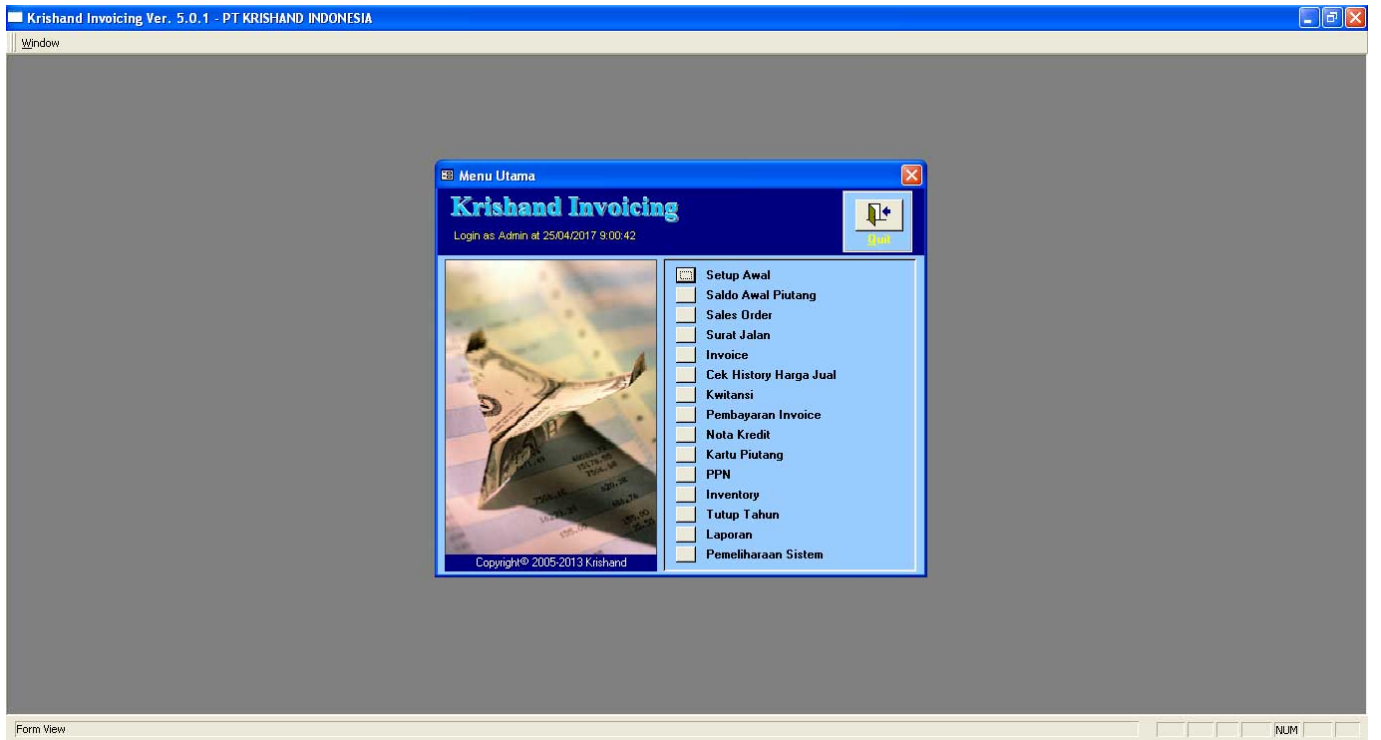 Krishand Invoicing Ver. 5.0.1 - PT KRISHAND INDONESIA
Window
Menu Utama
Krishand Invoicing
Login as Admin at 25/04/2017 9:00:42
Quit
Setup Awal
Saldo Awal Piutang
Sales Order
Surat Jalan
Invoice
Cek History Harga Jual
Kwitansi
Pembayaran Invoice
Nota Kredit
Kartu Piutang
PPN
Inventory
Tutup Tahun
Laporan
Pemeliharaan Sistem
Copyright© 2005-2013 Krishand
Form View
NUM